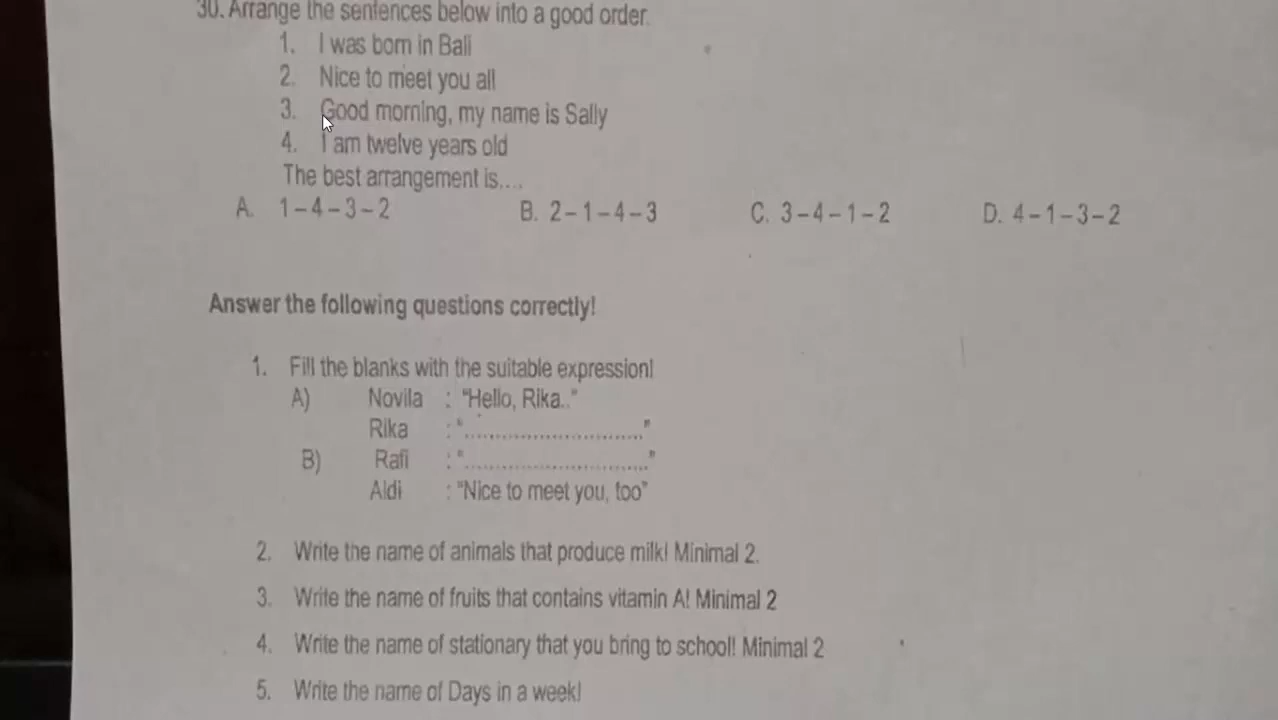 30. Arrange the sentences below into a good order.
1. I was born in Bali
2. Nice to meet you all
3. Good morning, my name is Sally
4. I am twelve years old
The best arrangement is....
A. 1 – 4 – 3 – 2 B. 2 – 1 – 4 – 3 C. 3 – 4 – 1 – 2 D. 4 – 1 – 3 – 2
Answer the following questions correctly!
1. Fill the blanks with the suitable expression!
A) Novila : "Hello, Rika.."
Rika : "..............................."
B) Rafi : "..............................."
Aldi : "Nice to meet you, too"
2. Write the name of animals that produce milk! Minimal 2.
3. Write the name of fruits that contains vitamin A! Minimal 2
4. Write the name of stationary that you bring to school! Minimal 2
5. Write the name of Days in a week!